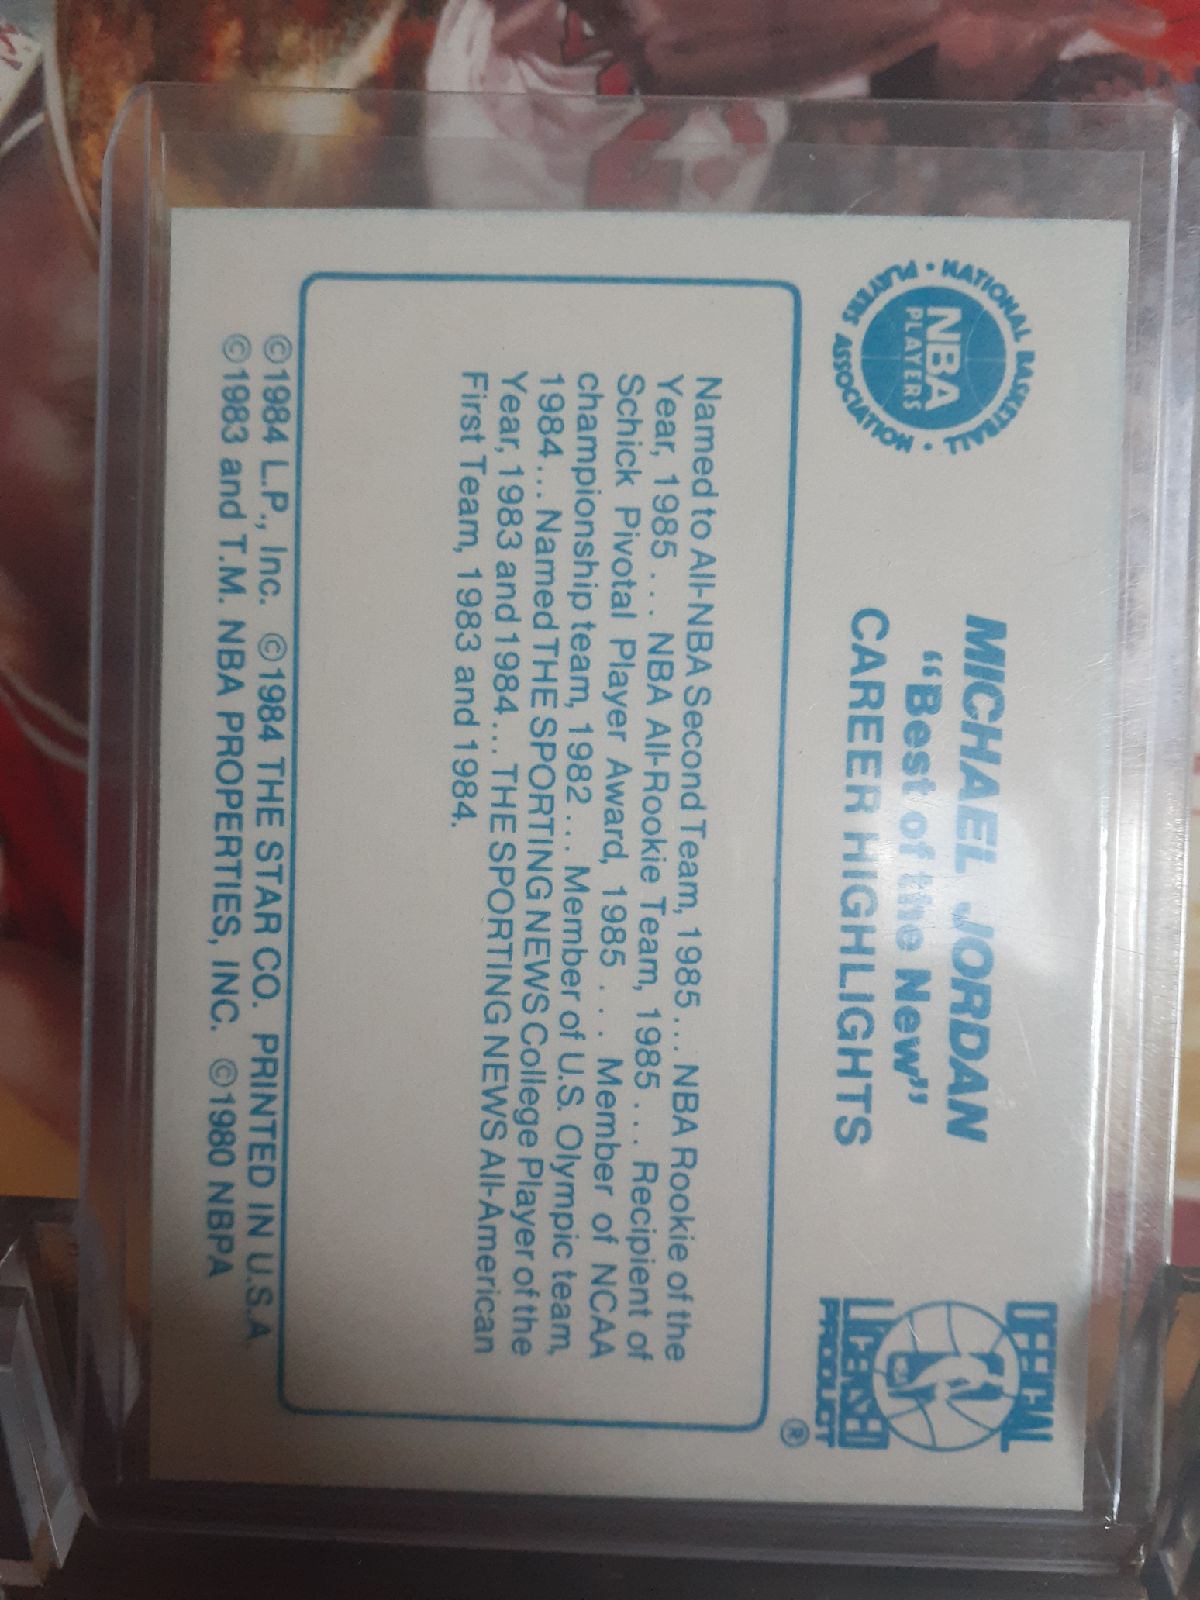 MICHAEL JORDAN
“Best of the New”
CAREER HIGHLIGHTS
• NATIONAL BASKETBALL •
PLAYERS ASSOCIATION
NBA
PLAYERS
OFFICIAL
LICENSED
PRODUCT
®
Named to All-NBA Second Team, 1985 ... NBA Rookie of the
Year, 1985 ... NBA All-Rookie Team, 1985 ... Recipient of
Schick Pivotal Player Award, 1985 ... Member of NCAA
championship team, 1982 ... Member of U.S. Olympic team,
1984 ... Named THE SPORTING NEWS College Player of the
Year, 1983 and 1984 ... THE SPORTING NEWS All-American
First Team, 1983 and 1984.
©1984 L.P., Inc. ©1984 THE STAR CO. PRINTED IN U.S.A
©1983 and T.M. NBA PROPERTIES, INC. ©1980 NBPA